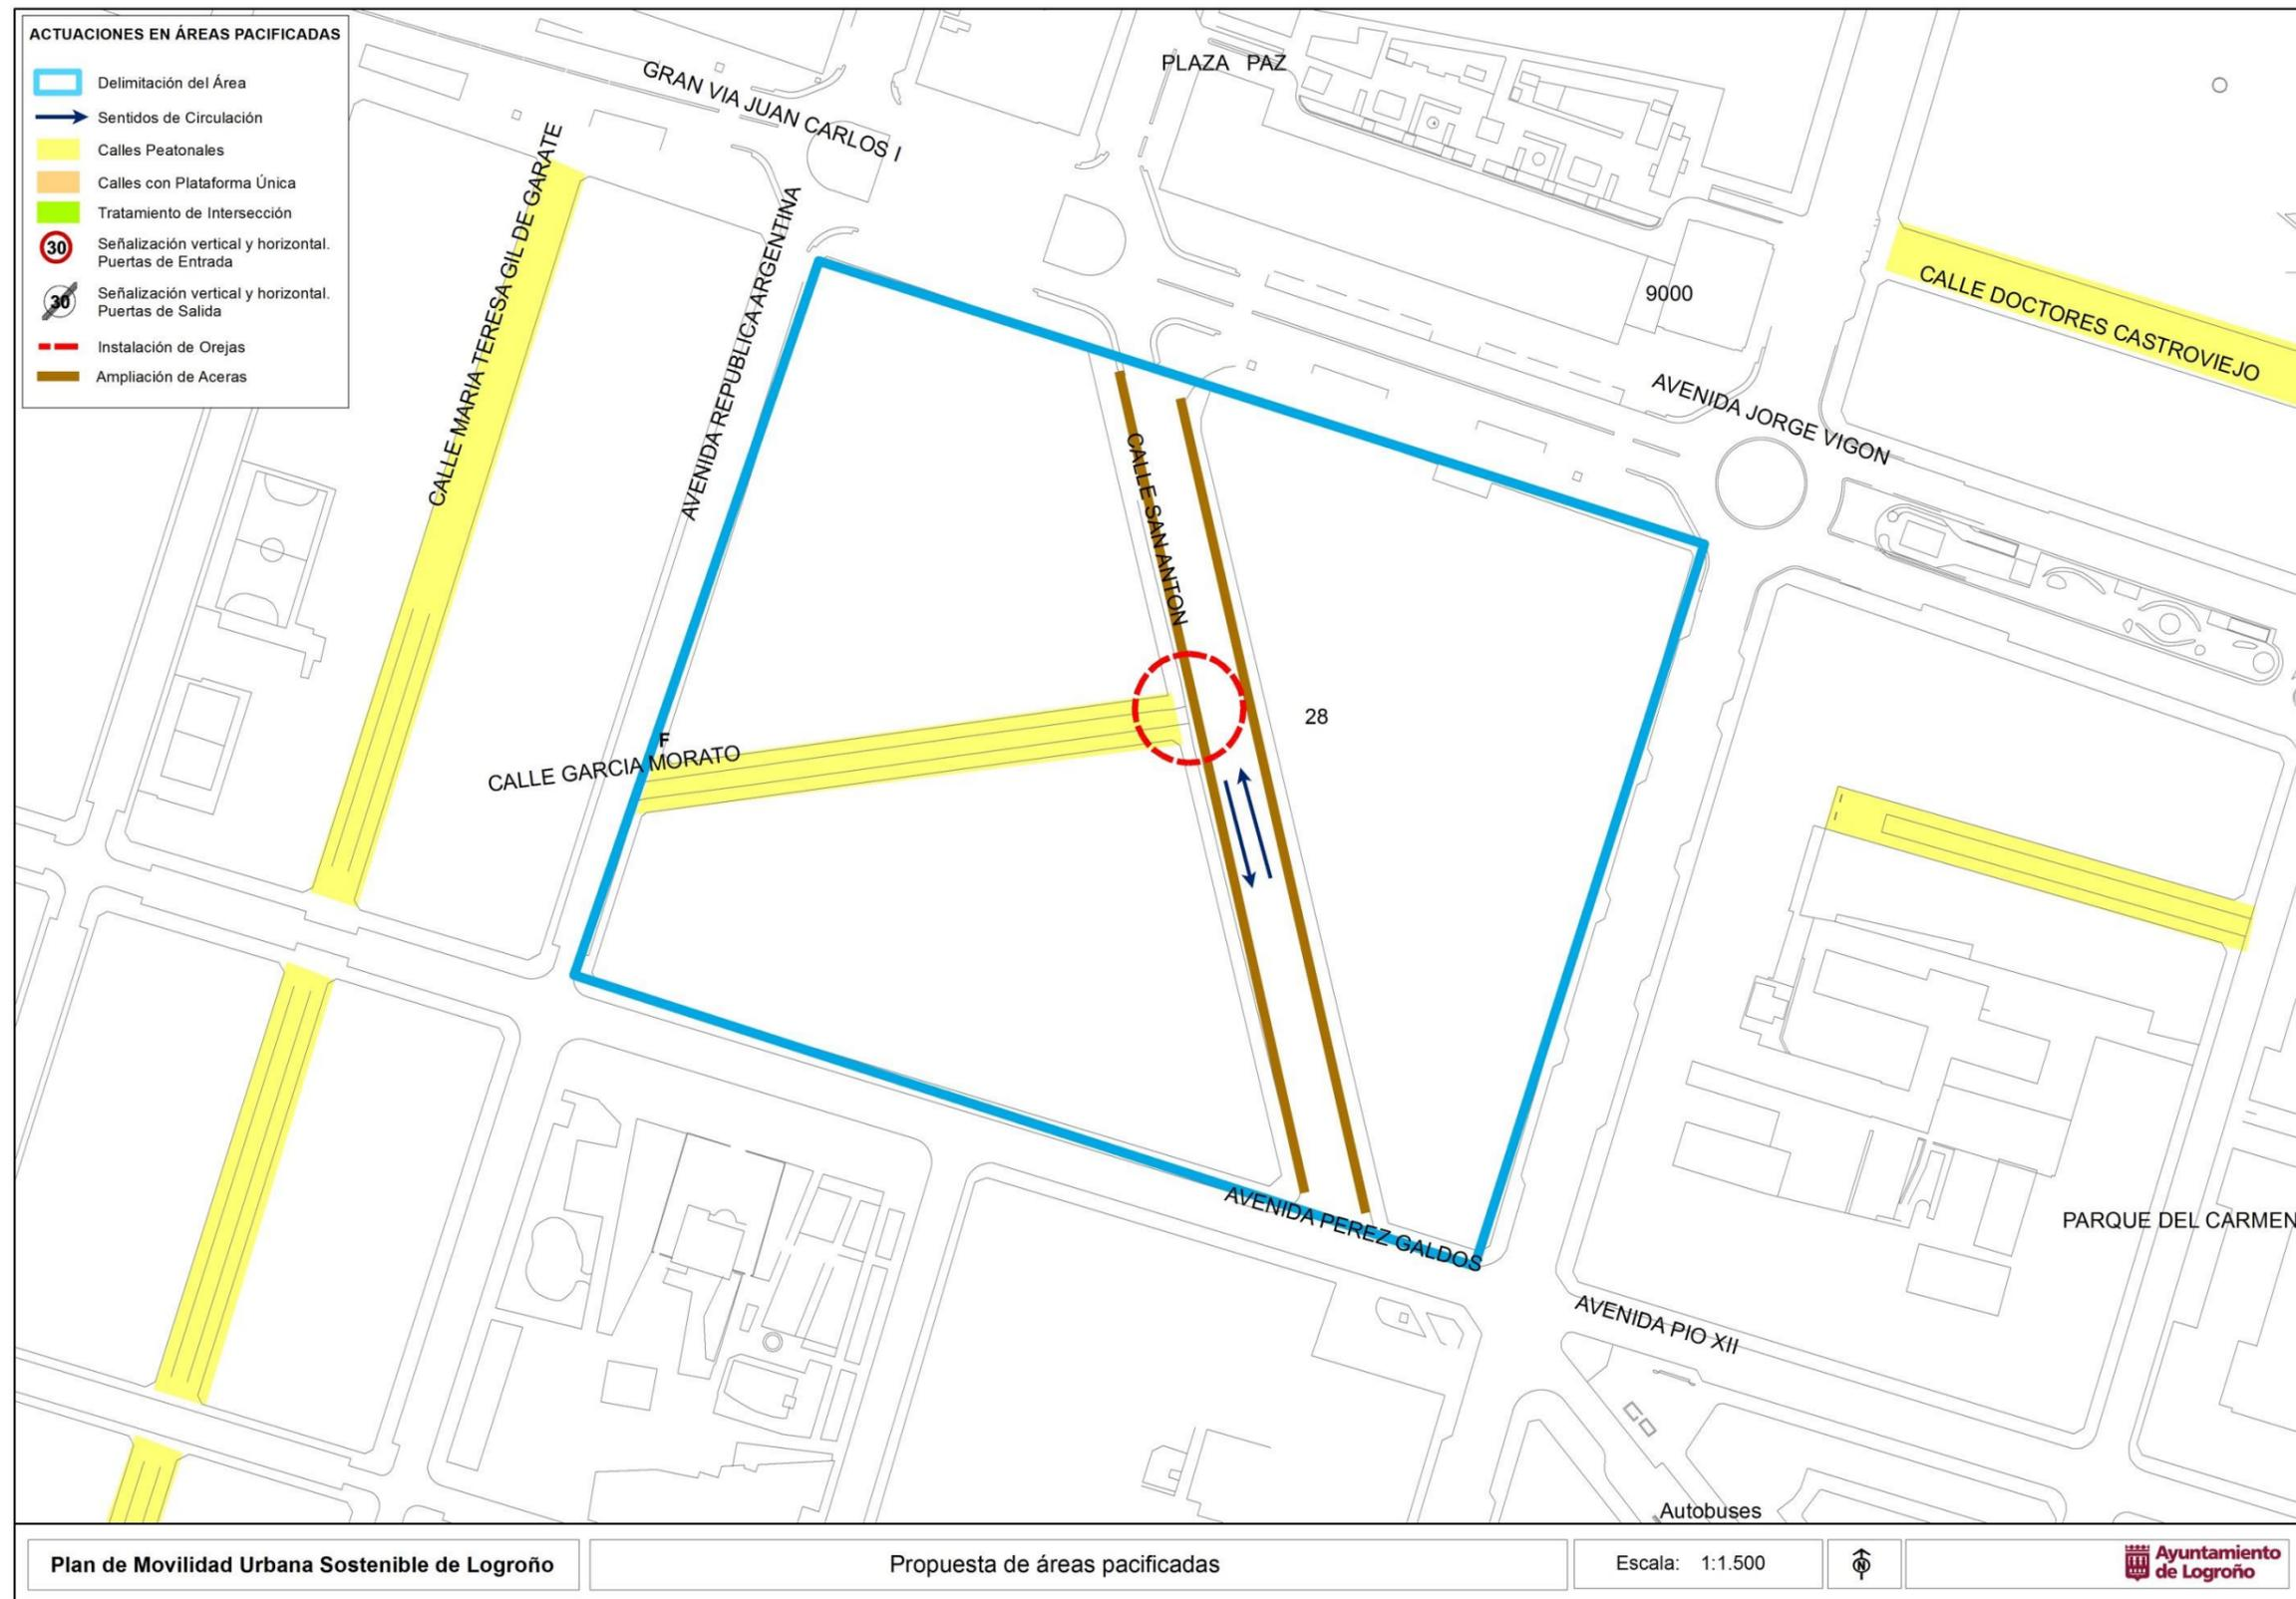 ACTUACIONES EN ÁREAS PACIFICADAS
Delimitación del Área
Sentidos de Circulación
Calles Peatonales
Calles con Plataforma Única
Tratamiento de Intersección
30
Señalización vertical y horizontal.
Puertas de Entrada
30
Señalización vertical y horizontal.
Puertas de Salida
Instalación de Orejas
Ampliación de Aceras
PLAZA PAZ
GRAN VIA JUAN CARLOS I
CALLE MARIA TERESA GIL DE GARATE
AVENIDA REPUBLICA ARGENTINA
9000
CALLE DOCTORES CASTROVIEJO
AVENIDA JORGE VIGON
CALLE SAN ANTON
28
F
CALLE GARCIA MORATO
AVENIDA PEREZ GALDOS
PARQUE DEL CARMEN
AVENIDA PIO XII
Autobuses
Plan de Movilidad Urbana Sostenible de Logroño
Propuesta de áreas pacificadas
Escala: 1:1.500
N
Ayuntamiento
de Logroño